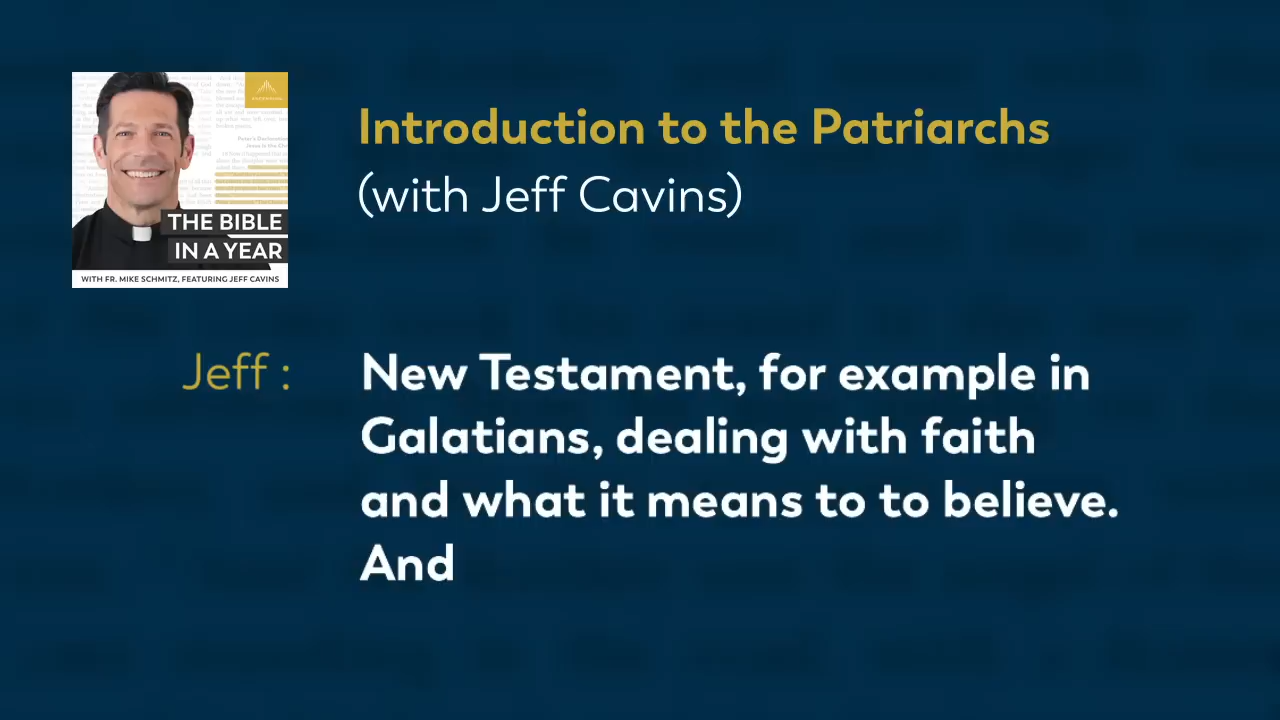 Introduction to the Patriarchs
(with Jeff Cavins)
THE BIBLE
IN A YEAR
WITH FR. MIKE SCHMITZ, FEATURING JEFF CAVINS
Jeff :
New Testament, for example in
Galatians, dealing with faith
and what it means to to believe.
And